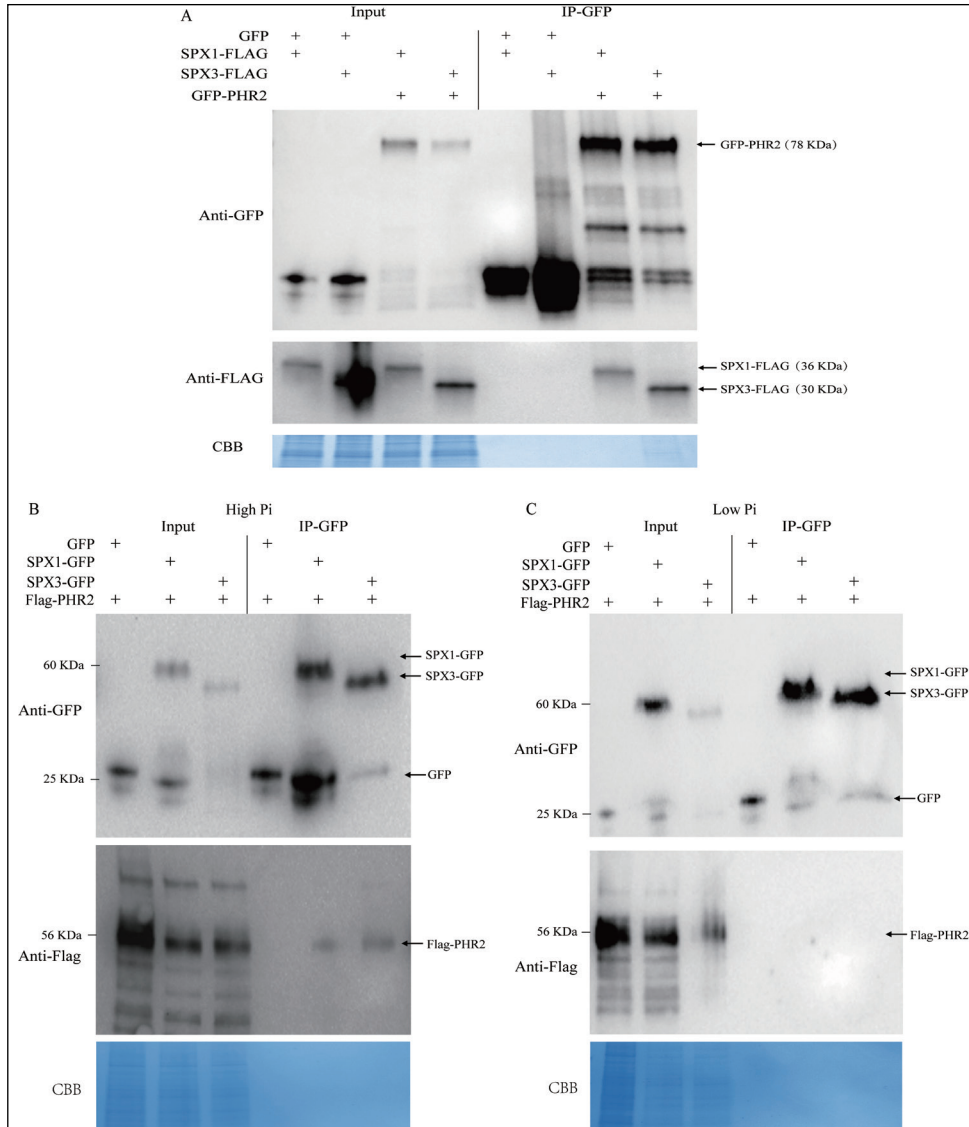 A
Input IP-GFP
GFP + + + +
SPX1-FLAG + + + +
SPX3-FLAG + + + +
GFP-PHR2 + + + +
GFP-PHR2 (78 KDa)
Anti-GFP
Anti-FLAG
SPX1-FLAG (36 KDa)
SPX3-FLAG (30 KDa)
CBB
B
High Pi
Input IP-GFP
GFP + +
SPX1-GFP + +
SPX3-GFP + +
Flag-PHR2 + + + + + +
SPX1-GFP
60 KDa
SPX3-GFP
Anti-GFP
GFP
25 KDa
56 KDa
Flag-PHR2
Anti-Flag
CBB
C
Low Pi
Input IP-GFP
GFP + +
SPX1-GFP + +
SPX3-GFP + +
Flag-PHR2 + + + + + +
SPX1-GFP
SPX3-GFP
60 KDa
Anti-GFP
GFP
25 KDa
56 KDa
Flag-PHR2
Anti-Flag
CBB